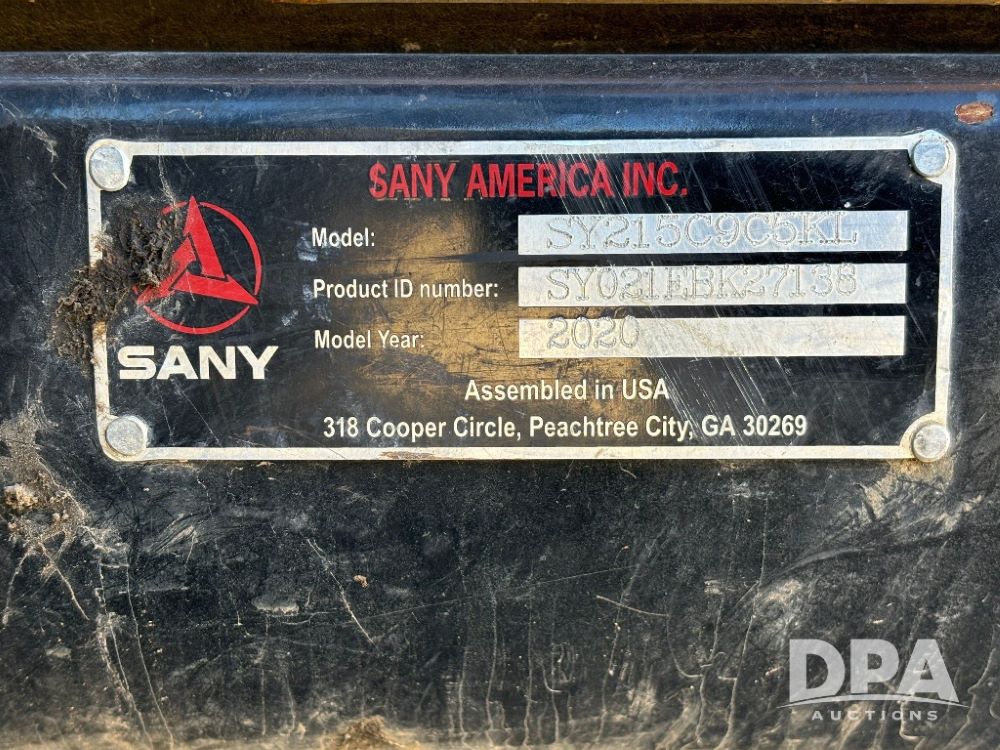 SANY AMERICA INC.
Model: SY215C9C5KL
Product ID number: SY021EBK27138
Model Year: 2020
SANY
Assembled in USA
318 Cooper Circle, Peachtree City, GA 30269
DPA
AUCTIONS